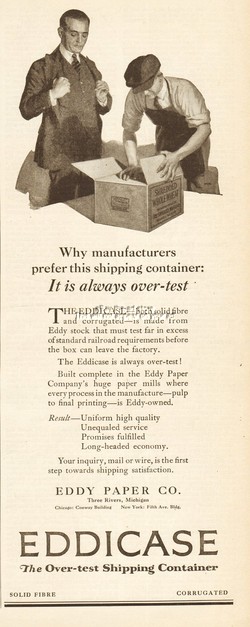 Why manufacturers
prefer this shipping container:
It is always over-test
THE EDDICASE—both solid fibre
and corrugated—is made from
Eddy stock that must test far in excess
of standard railroad requirements before
the box can leave the factory.
The Eddicase is always over-test!
Built complete in the Eddy Paper
Company's huge paper mills where
every process in the manufacture—pulp
to final printing—is Eddy-owned.
Result—Uniform high quality
Unequaled service
Promises fulfilled
Long-headed economy.
Your inquiry, mail or wire, is the first
step towards shipping satisfaction.
EDDY PAPER CO.
Three Rivers, Michigan
Chicago: Conway Building New York: Fifth Ave. Bldg.
EDDICASE
The Over-test Shipping Container
SOLID FIBRE CORRUGATED